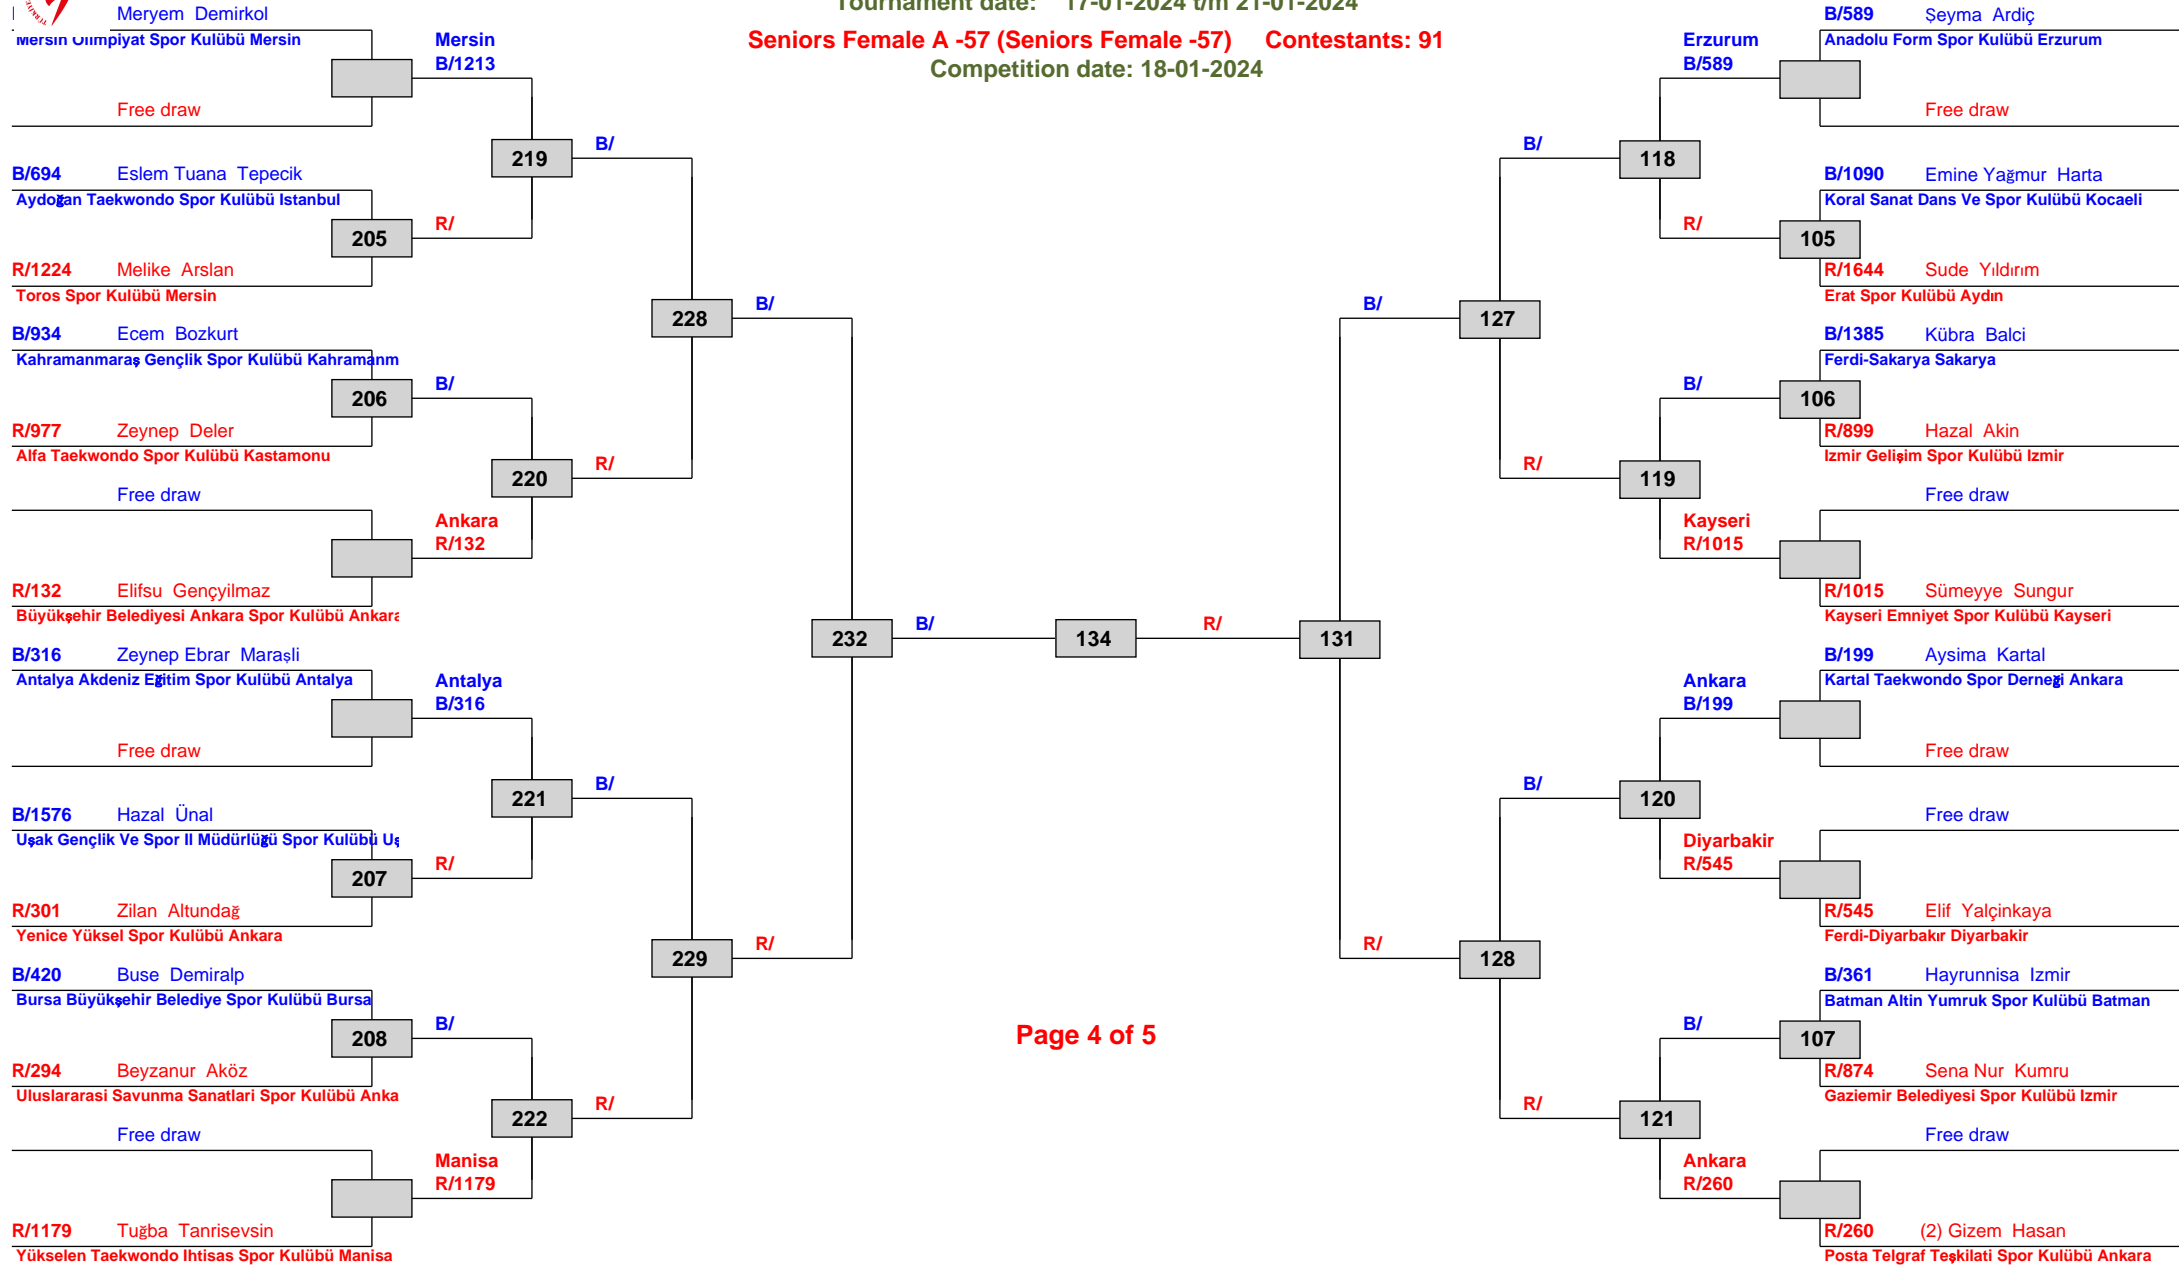 Tournament date: 17-01-2024 t/m 21-01-2024
Seniors Female A -57 (Seniors Female -57) Contestants: 91
Competition date: 18-01-2024
Meryem Demirkol
Mersin Olimpiyat Spor Kulübü Mersin
Free draw
Mersin
B/1213
219
B/
B/694 Eslem Tuana Tepecik
Aydoğan Taekwondo Spor Kulübü Istanbul
205
R/
R/1224 Melike Arslan
Toros Spor Kulübü Mersin
228
B/
B/934 Ecem Bozkurt
Kahramanmaraş Gençlik Spor Kulübü Kahramanm
206
B/
R/977 Zeynep Deler
Alfa Taekwondo Spor Kulübü Kastamonu
220
R/
Free draw
Ankara
R/132
R/132 Elifsu Gençyilmaz
Büyükşehir Belediyesi Ankara Spor Kulübü Ankara
232
B/
134
R/
131
B/316 Zeynep Ebrar Maraşli
Antalya Akdeniz Eğitim Spor Kulübü Antalya
Antalya
B/316
Free draw
221
B/
B/1576 Hazal Ünal
Uşak Gençlik Ve Spor Il Müdürlüğü Spor Kulübü Uş
207
R/
R/301 Zilan Altundağ
Yenice Yüksel Spor Kulübü Ankara
229
R/
B/420 Buse Demiralp
Bursa Büyükşehir Belediye Spor Kulübü Bursa
208
B/
R/294 Beyzanur Aköz
Uluslararasi Savunma Sanatlari Spor Kulübü Anka
222
R/
Free draw
Manisa
R/1179
R/1179 Tuğba Tanrisevsin
Yükselen Taekwondo Ihtisas Spor Kulübü Manisa
Page 4 of 5
B/589 Şeyma Ardiç
Anadolu Form Spor Kulübü Erzurum
Erzurum
B/589
Free draw
B/
118
B/1090 Emine Yağmur Harta
Koral Sanat Dans Ve Spor Kulübü Kocaeli
R/
105
R/1644 Sude Yıldırım
Erat Spor Kulübü Aydın
B/
127
B/1385 Kübra Balci
Ferdi-Sakarya Sakarya
B/
106
R/899 Hazal Akin
Izmir Gelişim Spor Kulübü Izmir
R/
119
Free draw
Kayseri
R/1015
R/1015 Sümeyye Sungur
Kayseri Emniyet Spor Kulübü Kayseri
B/199 Aysima Kartal
Kartal Taekwondo Spor Derneği Ankara
Ankara
B/199
Free draw
B/
120
Free draw
Diyarbakir
R/545
R/545 Elif Yalçinkaya
Ferdi-Diyarbakır Diyarbakir
R/
128
B/361 Hayrunnisa Izmir
Batman Altin Yumruk Spor Kulübü Batman
B/
107
R/874 Sena Nur Kumru
Gaziemir Belediyesi Spor Kulübü Izmir
R/
121
Free draw
Ankara
R/260
R/260 (2) Gizem Hasan
Posta Telgraf Teşkilati Spor Kulübü Ankara